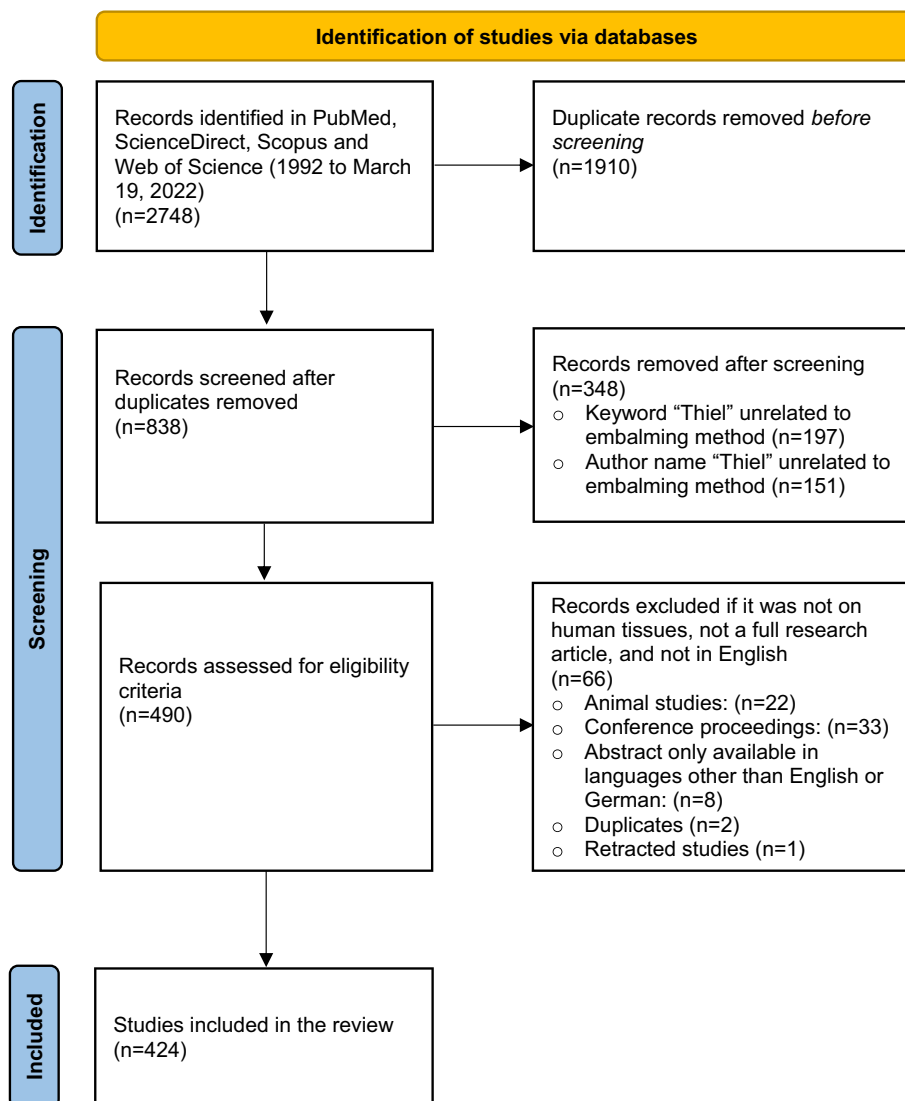 Identification of studies via databases
Identification
Records identified in PubMed,
ScienceDirect, Scopus and
Web of Science (1992 to March
19, 2022)
(n=2748)
Duplicate records removed before
screening
(n=1910)
Screening
Records screened after
duplicates removed
(n=838)
Records removed after screening
(n=348)
○ Keyword “Thiel” unrelated to
embalming method (n=197)
○ Author name “Thiel” unrelated to
embalming method (n=151)
Records assessed for eligibility
criteria
(n=490)
Records excluded if it was not on
human tissues, not a full research
article, and not in English
(n=66)
○ Animal studies: (n=22)
○ Conference proceedings: (n=33)
○ Abstract only available in
languages other than English or
German: (n=8)
○ Duplicates (n=2)
○ Retracted studies (n=1)
Included
Studies included in the review
(n=424)